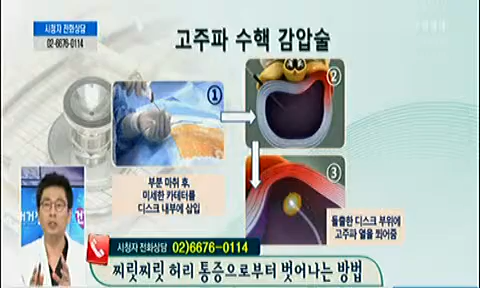 시청자 전화상담
02-6676-0114
고주파 수핵 감압술
①
②
부분 마취 후,
미세한 카테터를
디스크 내부에 삽입
③
돌출한 디스크 부위에
고주파 열을 쬐어줌
시청자 전화상담 02)6676-0114
찌릿찌릿 허리 통증으로부터 벗어나는 방법